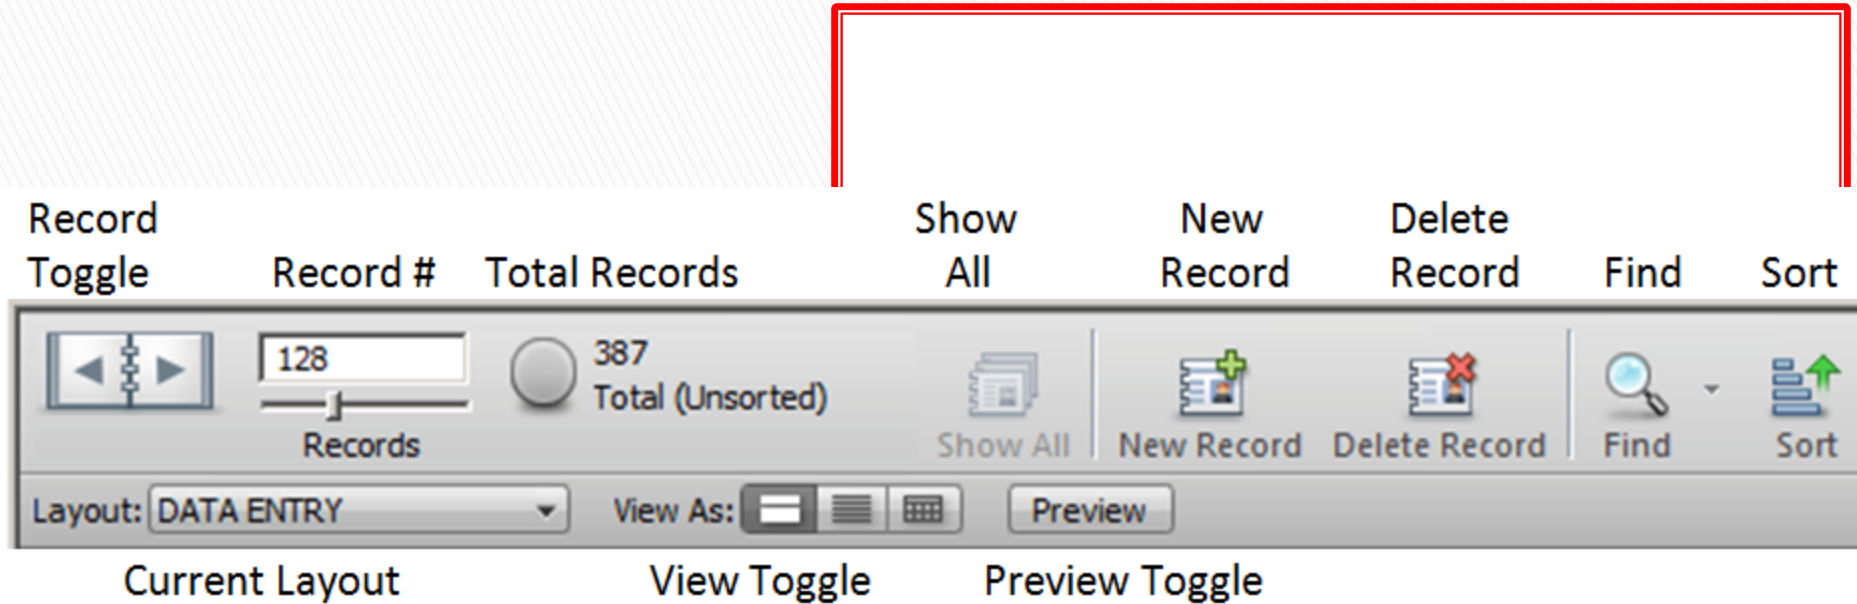 Record Toggle
Record #
Total Records
Show All
New Record
Delete Record
Find
Sort
128
387
Total (Unsorted)
Records
Show All
New Record
Delete Record
Find
Sort
Layout: DATA ENTRY
View As:
Preview
Current Layout
View Toggle
Preview Toggle